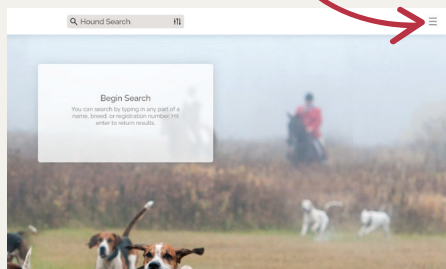 Hound Search
Begin Search
You can search by typing in any part of a
name, breed, or registration number. Hit
enter to return results.